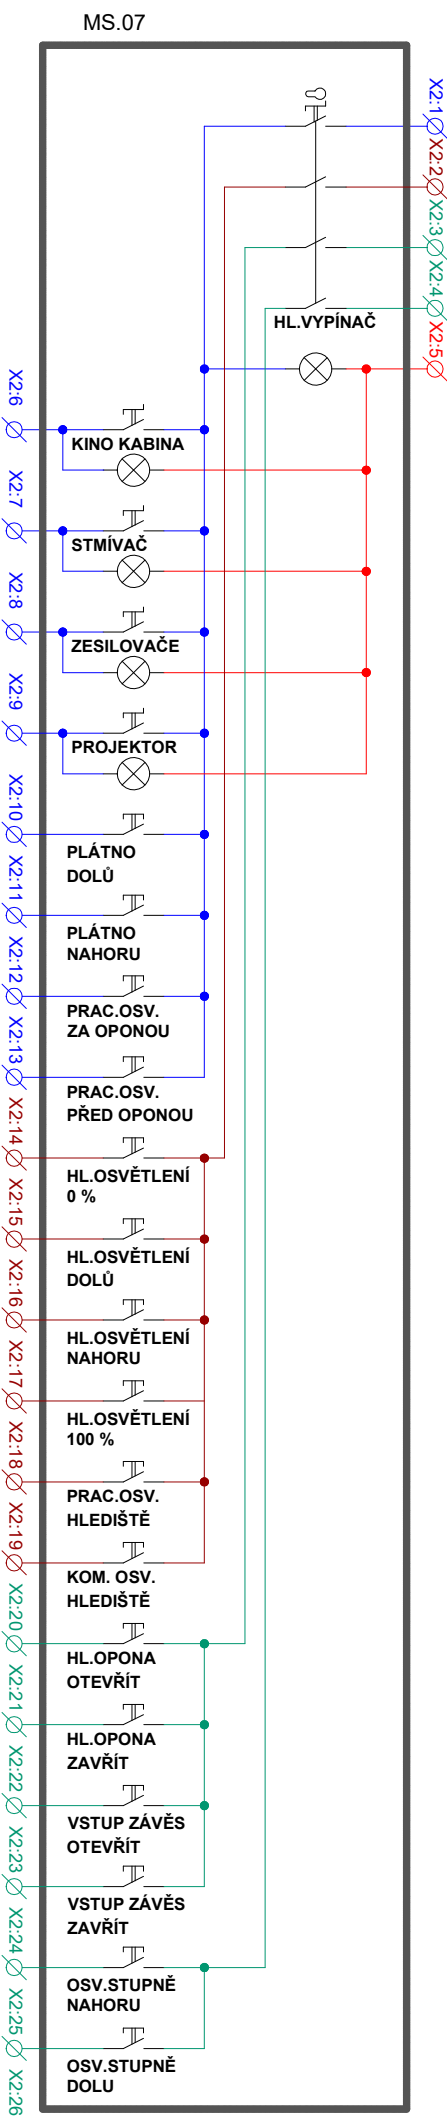 MS.07
X2:1
X2:2
X2:3
X2:4
HL.VYPÍNAČ
X2:5
X2:6
KINO KABINA
X2:7
STMÍVAČ
X2:8
ZESILOVAČE
X2:9
PROJEKTOR
X2:10
PLÁTNO
DOLŮ
X2:11
PLÁTNO
NAHORU
X2:12
PRAC.OSV.
ZA OPONOU
X2:13
PRAC.OSV.
PŘED OPONOU
X2:14
HL.OSVĚTLENÍ
0 %
X2:15
HL.OSVĚTLENÍ
DOLŮ
X2:16
HL.OSVĚTLENÍ
NAHORU
X2:17
HL.OSVĚTLENÍ
100 %
X2:18
PRAC.OSV.
HLEDIŠTĚ
X2:19
KOM. OSV.
HLEDIŠTĚ
X2:20
HL.OPONA
OTEVŘÍT
X2:21
HL.OPONA
ZAVŘÍT
X2:22
VSTUP ZÁVĚS
OTEVŘÍT
X2:23
VSTUP ZÁVĚS
ZAVŘÍT
X2:24
OSV.STUPNĚ
NAHORU
X2:25
OSV.STUPNĚ
DOLU
X2:26